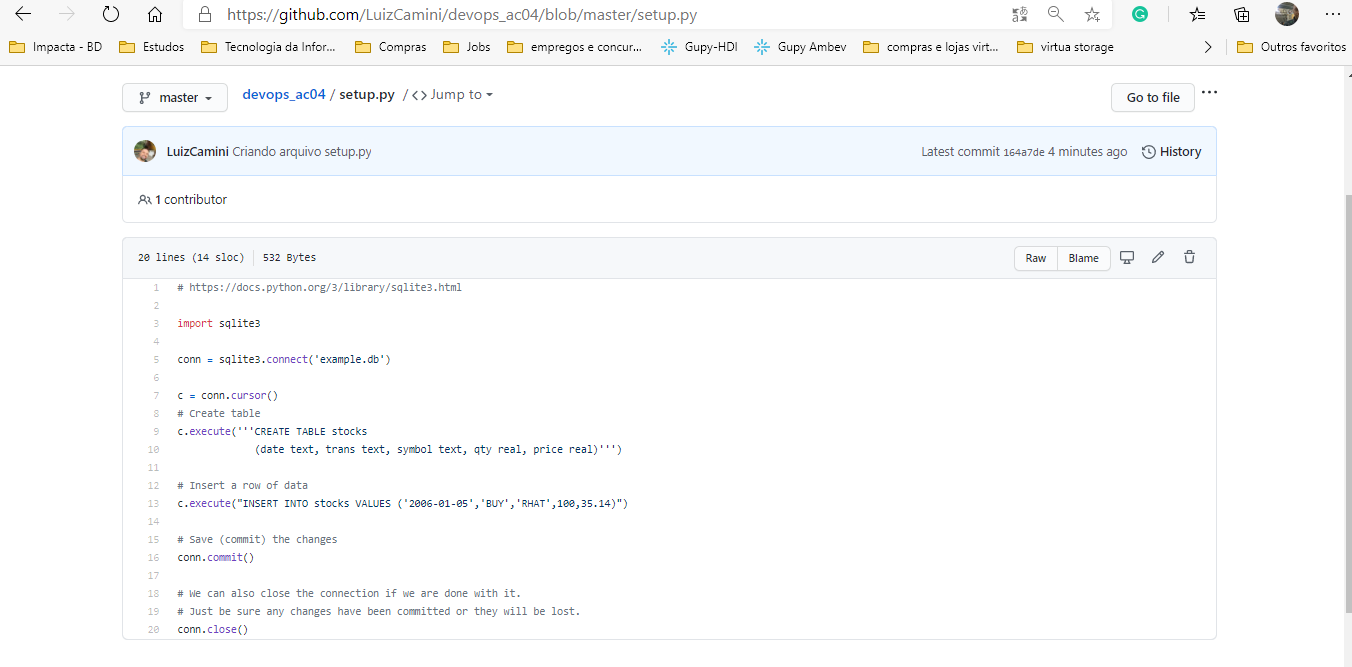 https://github.com/LuizCamini/devops_ac04/blob/master/setup.py
Impacta - BD Estudos Tecnologia da Infor... Compras Jobs empregos e concur... Gupy-HDI Gupy Ambev compras e lojas virt... virtua storage Outros favoritos
master devops_ac04 / setup.py / <> Jump to Go to file ...
LuizCamini Criando arquivo setup.py Latest commit 164a7de 4 minutes ago History
1 contributor
20 lines (14 sloc) 532 Bytes Raw Blame
1 # https://docs.python.org/3/library/sqlite3.html
2
3 import sqlite3
4
5 conn = sqlite3.connect('example.db')
6
7 c = conn.cursor()
8 # Create table
9 c.execute('''CREATE TABLE stocks
10 (date text, trans text, symbol text, qty real, price real)''')
11
12 # Insert a row of data
13 c.execute("INSERT INTO stocks VALUES ('2006-01-05','BUY','RHAT',100,35.14)")
14
15 # Save (commit) the changes
16 conn.commit()
17
18 # We can also close the connection if we are done with it.
19 # Just be sure any changes have been committed or they will be lost.
20 conn.close()